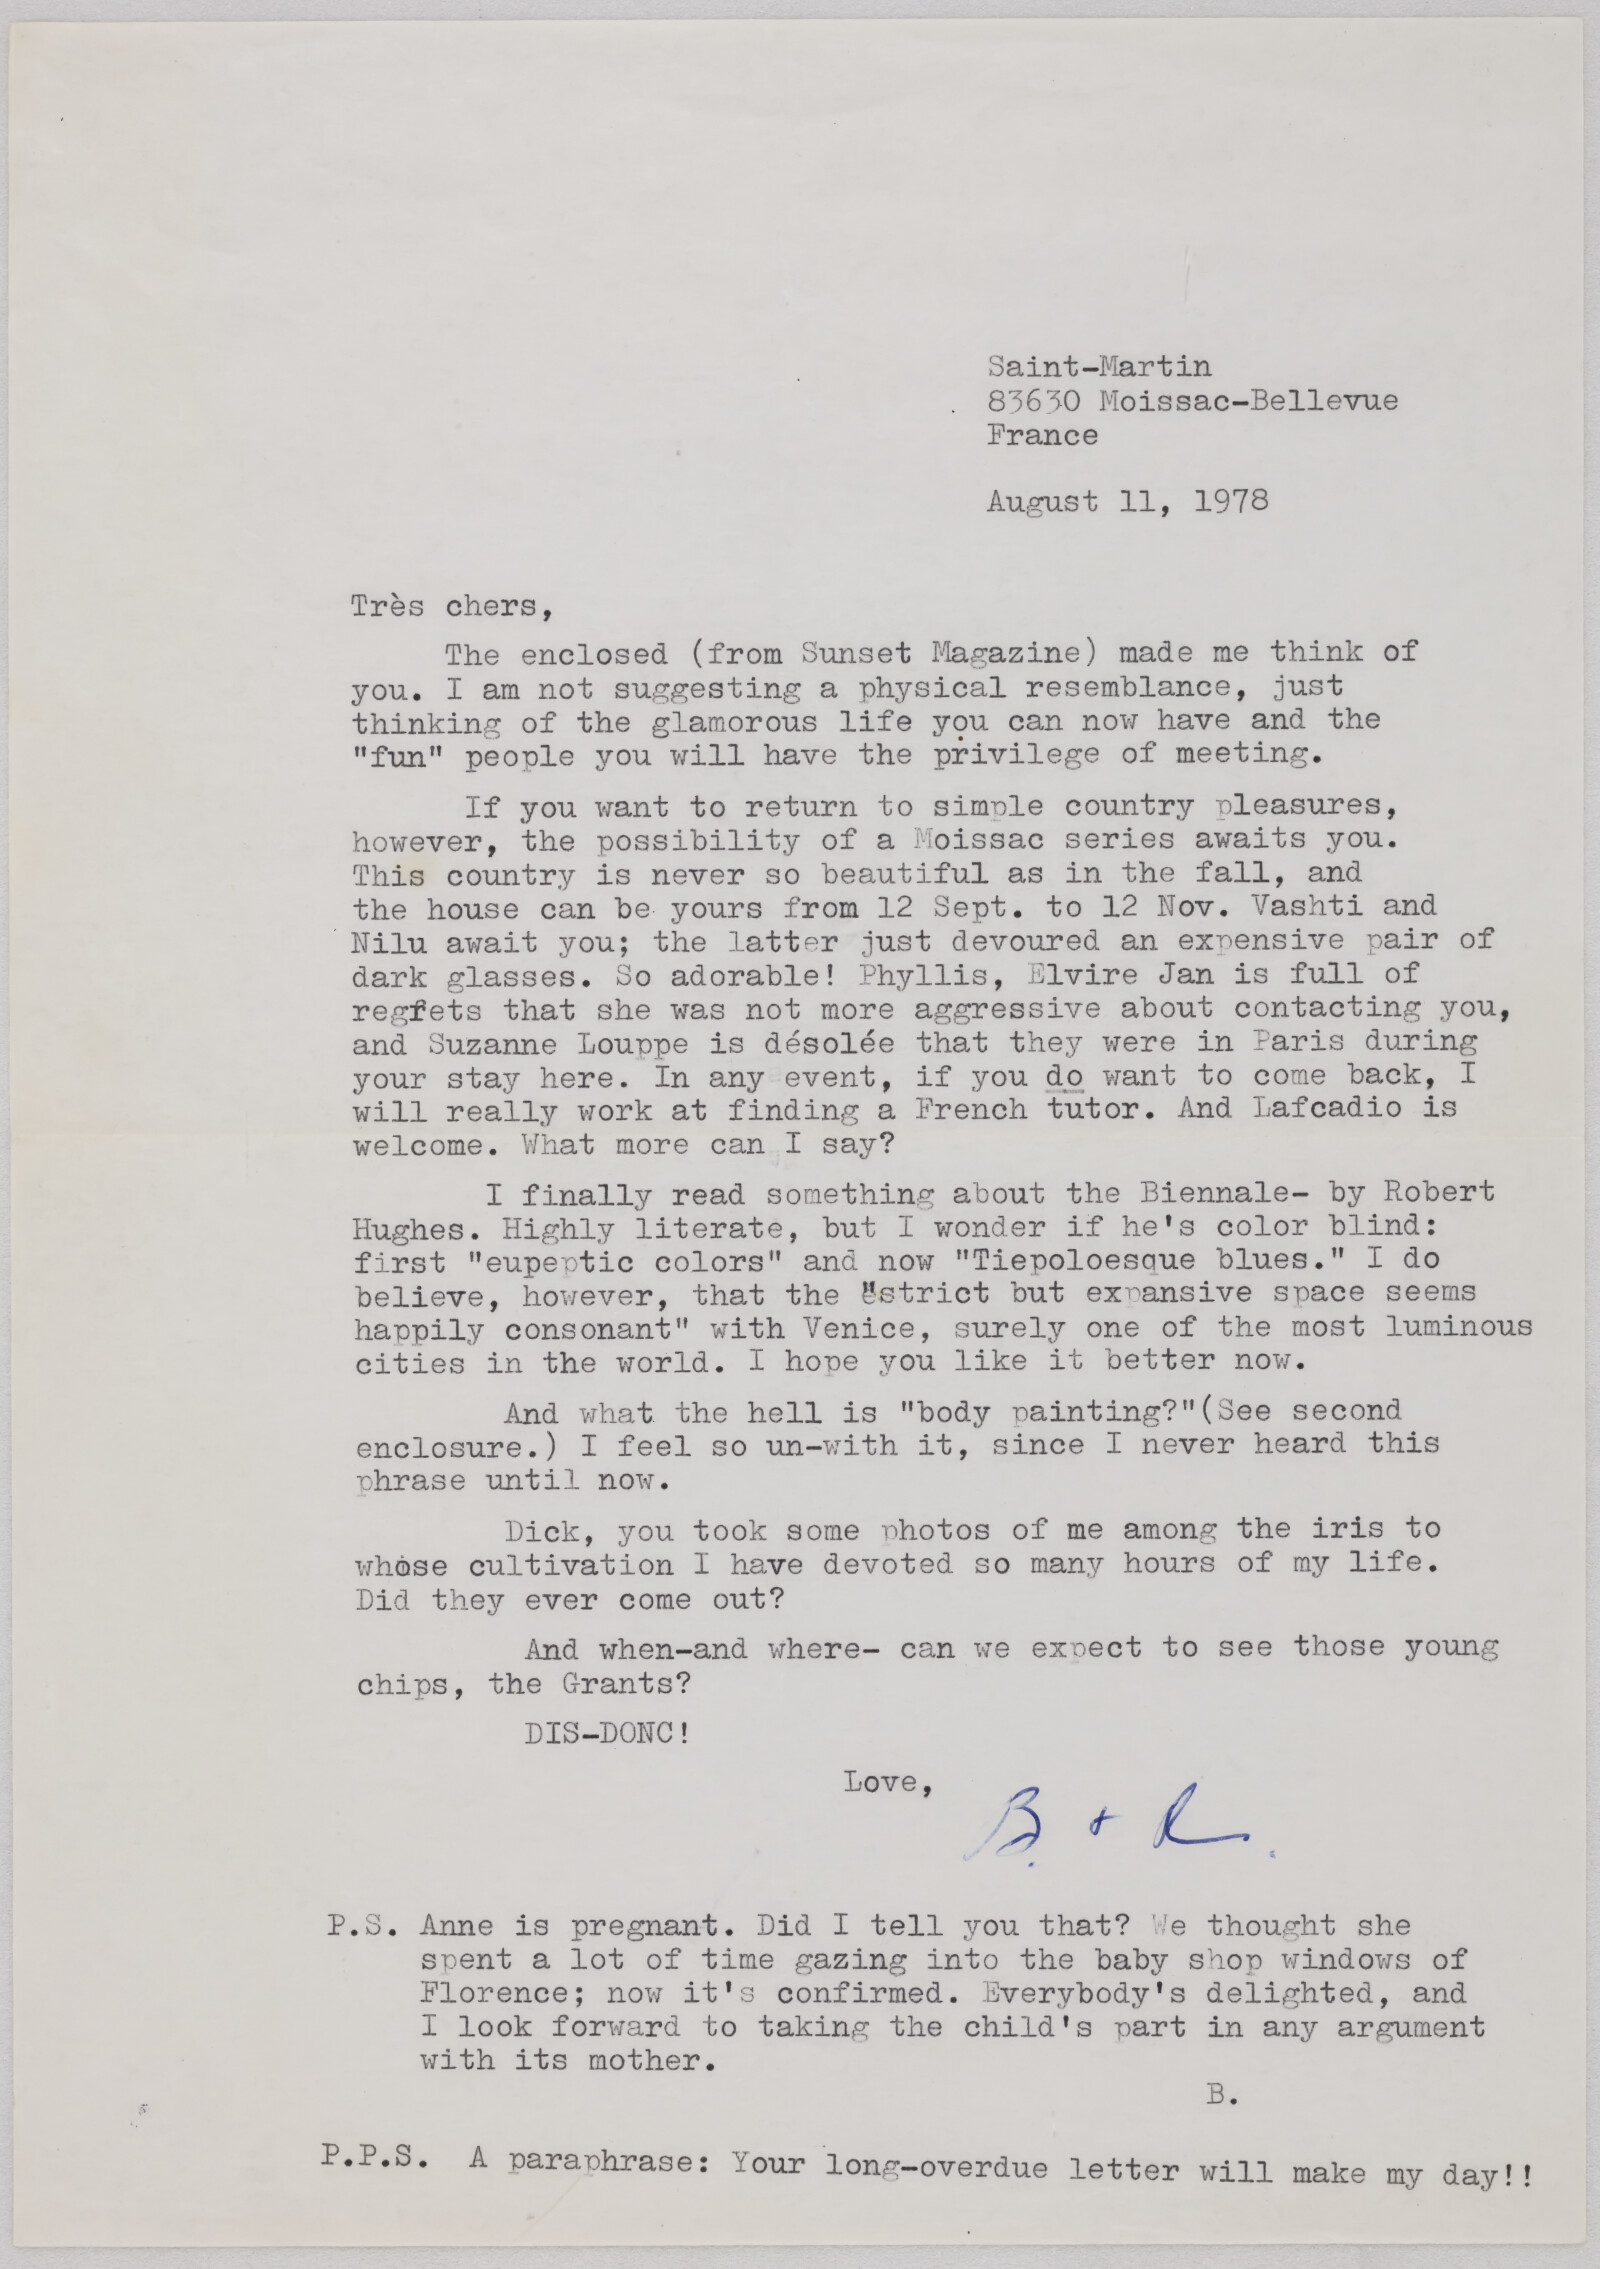 Saint-Martin
83630 Moissac-Bellevue
France
August 11, 1978
Très chers,
The enclosed (from Sunset Magazine) made me think of
you. I am not suggesting a physical resemblance, just
thinking of the glamorous life you can now have and the
"fun" people you will have the privilege of meeting.
If you want to return to simple country pleasures,
however, the possibility of a Moissac series awaits you.
This country is never so beautiful as in the fall, and
the house can be yours from 12 Sept. to 12 Nov. Vashti and
Nilu await you; the latter just devoured an expensive pair of
dark glasses. So adorable! Phyllis, Elvire Jan is full of
regrets that she was not more aggressive about contacting you,
and Suzanne Louppe is désolée that they were in Paris during
your stay here. In any event, if you do want to come back, I
will really work at finding a French tutor. And Lafcadio is
welcome. What more can I say?
I finally read something about the Biennale- by Robert
Hughes. Highly literate, but I wonder if he's color blind:
first "eupeptic colors" and now "Tiepoloesque blues." I do
believe, however, that the "strict but expansive space seems
happily consonant" with Venice, surely one of the most luminous
cities in the world. I hope you like it better now.
And what the hell is "body painting?"(See second
enclosure.) I feel so un-with it, since I never heard this
phrase until now.
Dick, you took some photos of me among the iris to
whose cultivation I have devoted so many hours of my life.
Did they ever come out?
And when-and where- can we expect to see those young
chips, the Grants?
DIS-DONC!
Love,
B. + R.
P.S. Anne is pregnant. Did I tell you that? We thought she
spent a lot of time gazing into the baby shop windows of
Florence; now it's confirmed. Everybody's delighted, and
I look forward to taking the child's part in any argument
with its mother.
B.
P.P.S. A paraphrase: Your long-overdue letter will make my day!!